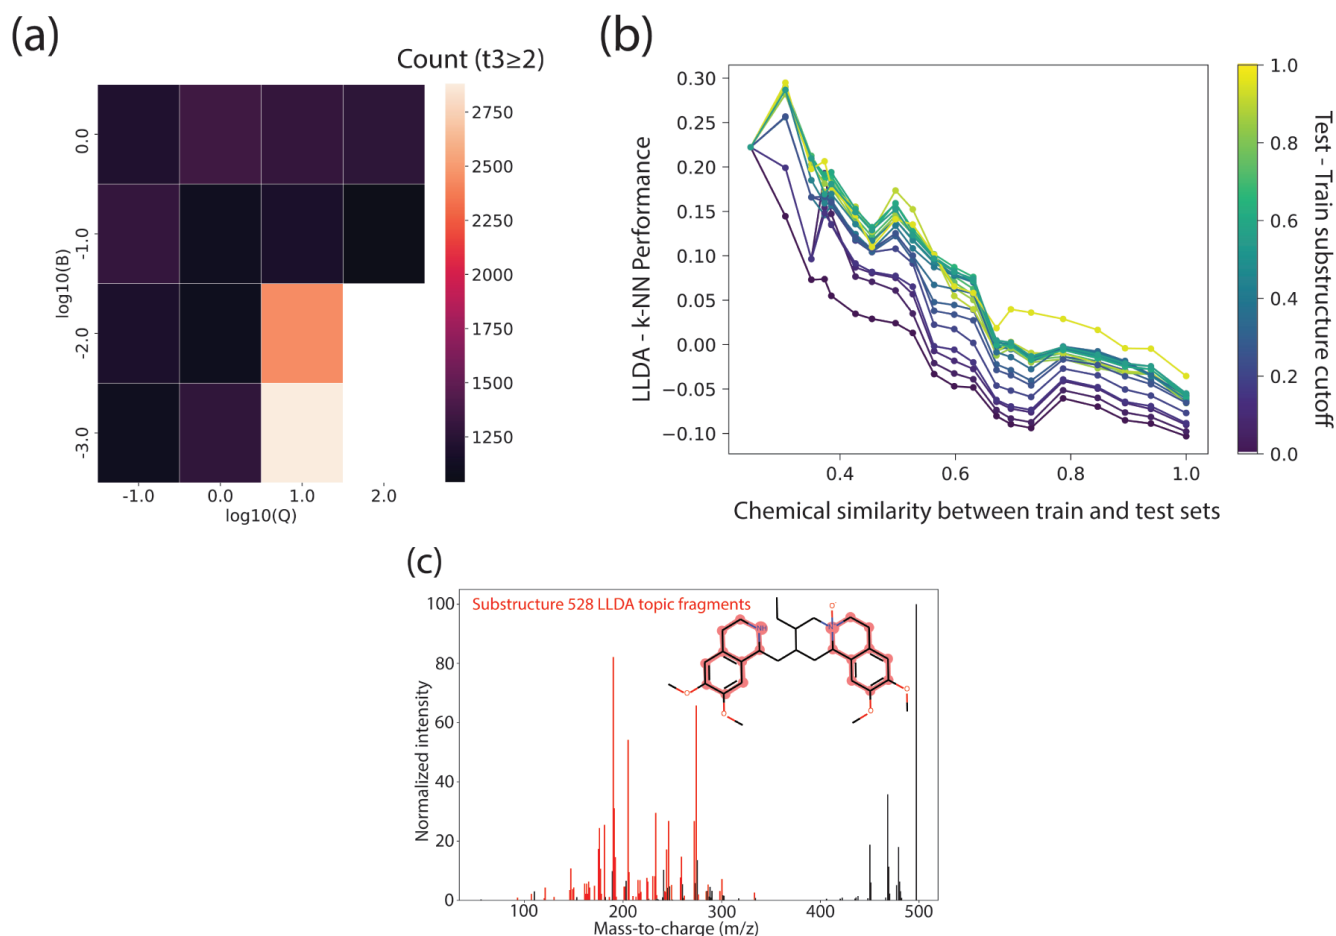 (a)
Count (t3≥2)
0.0
-1.0
-2.0
-3.0
log10(B)
-1.0 0.0 1.0 2.0
log10(Q)
2750
2500
2250
2000
1750
1500
1250
(b)
0.30
0.25
0.20
0.15
0.10
0.05
0.00
−0.05
−0.10
LLDA - k-NN Performance
0.4 0.6 0.8 1.0
Chemical similarity between train and test sets
1.0
0.8
0.6
0.4
0.2
0.0
Test - Train substructure cutoff
(c)
Substructure 528 LLDA topic fragments
100
80
60
40
20
0
Normalized intensity
100 200 300 400 500
Mass-to-charge (m/z)